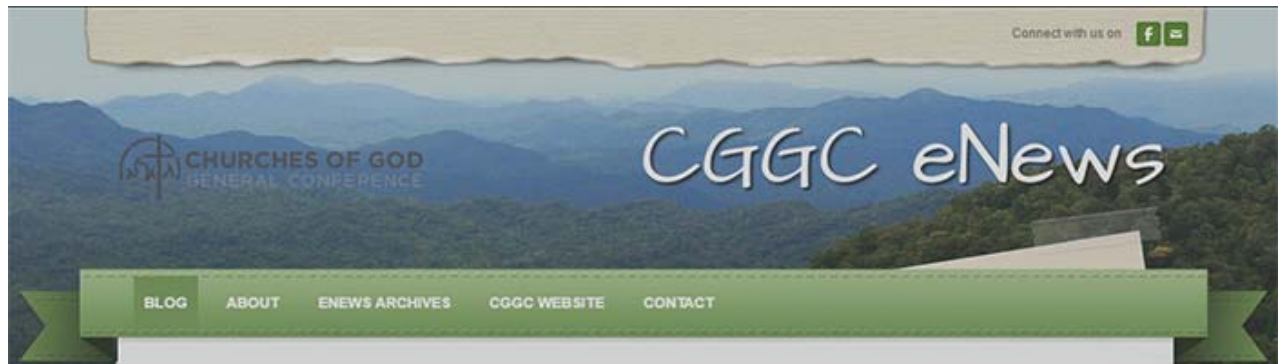 Connect with us on
CHURCHES OF GOD
GENERAL CONFERENCE
CGGC eNews
BLOG ABOUT ENEWS ARCHIVES CGGC WEBSITE CONTACT